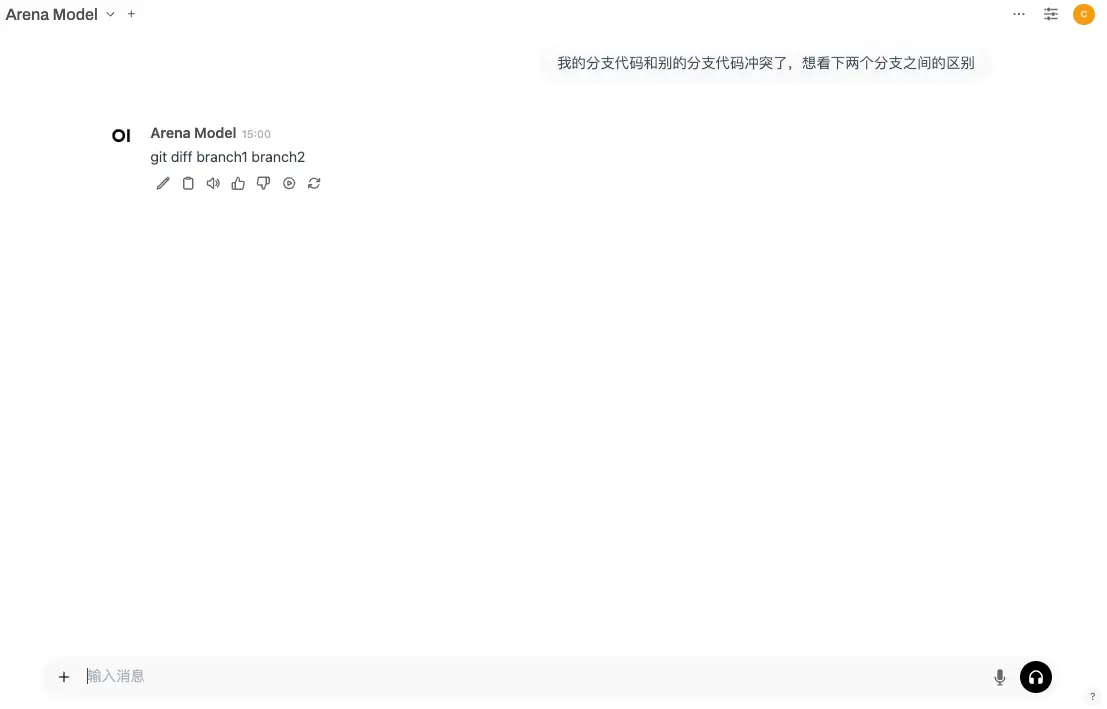 Arena Model
C
我的分支代码和别的分支代码冲突了，想看下两个分支之间的区别
OI
Arena Model 15:00
git diff branch1 branch2
输入消息
?